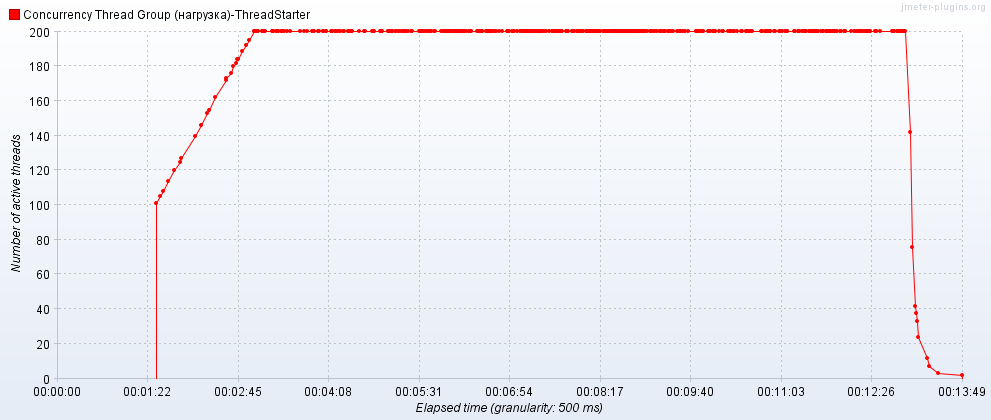 Concurrency Thread Group (нагрузка)-ThreadStarter
jmeter-plugins.org
200
180
160
140
120
100
80
60
40
20
0
Number of active threads
00:00:00 00:01:22 00:02:45 00:04:08 00:05:31 00:06:54 00:08:17 00:09:40 00:11:03 00:12:26 00:13:49
Elapsed time (granularity: 500 ms)